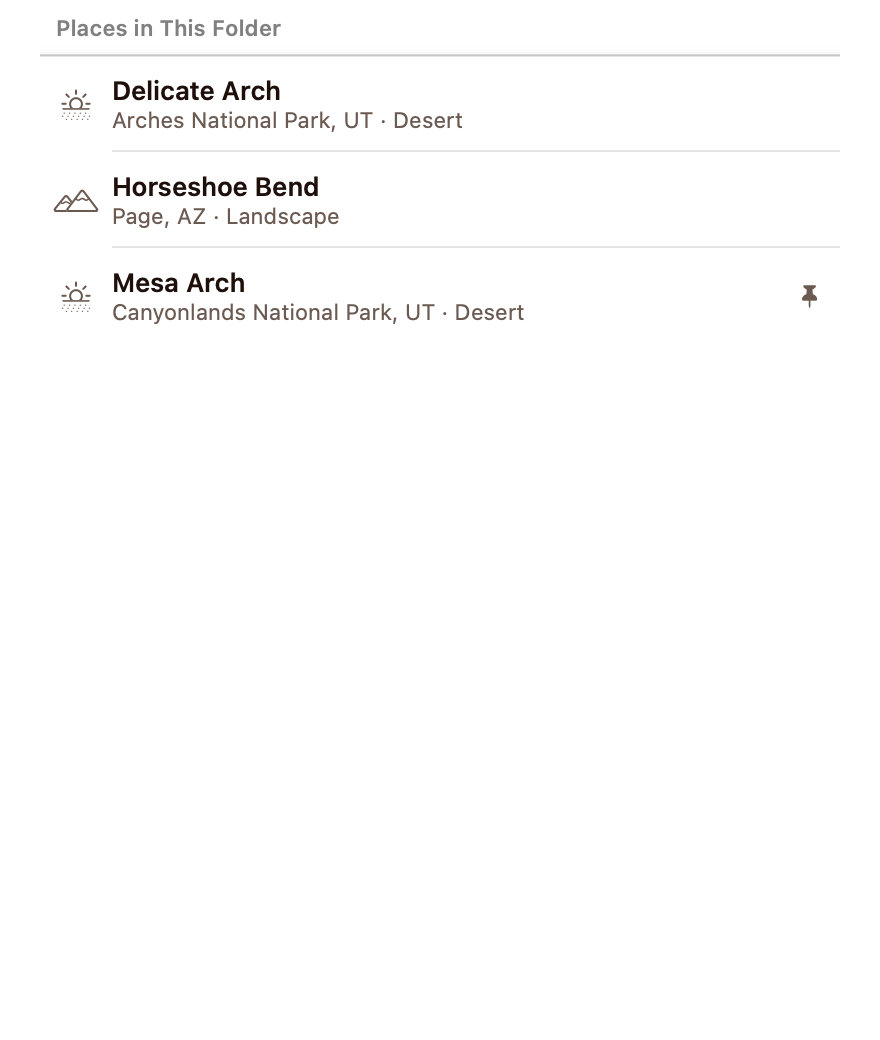 Places in This Folder
Delicate Arch
Arches National Park, UT · Desert
Horseshoe Bend
Page, AZ · Landscape
Mesa Arch
Canyonlands National Park, UT · Desert